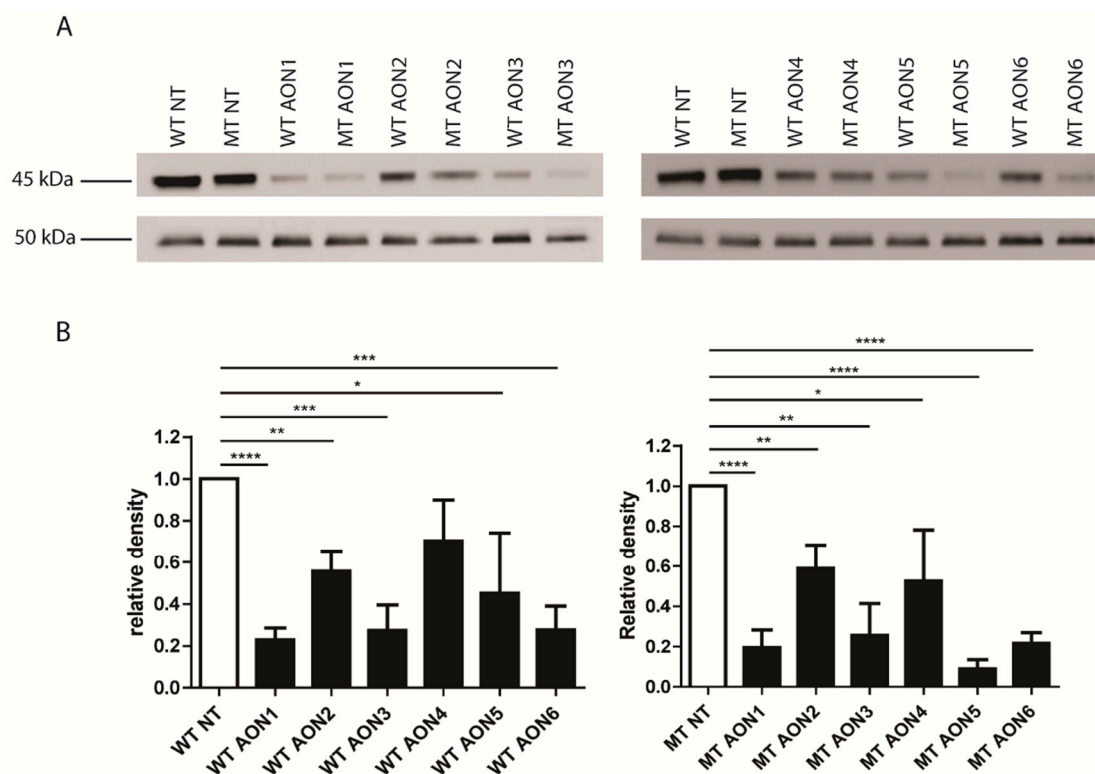 A
WT NT
MT NT
WT AON1
MT AON1
WT AON2
MT AON2
WT AON3
MT AON3
WT NT
MT NT
WT AON4
MT AON4
WT AON5
MT AON5
WT AON6
MT AON6
45 kDa
50 kDa
B
***
*
***
**
****
relative density
1.2
1.0
0.8
0.6
0.4
0.2
0.0
WT NT
WT AON1
WT AON2
WT AON3
WT AON4
WT AON5
WT AON6
****
****
*
**
**
****
Relative density
1.2
1.0
0.8
0.6
0.4
0.2
0.0
MT NT
MT AON1
MT AON2
MT AON3
MT AON4
MT AON5
MT AON6